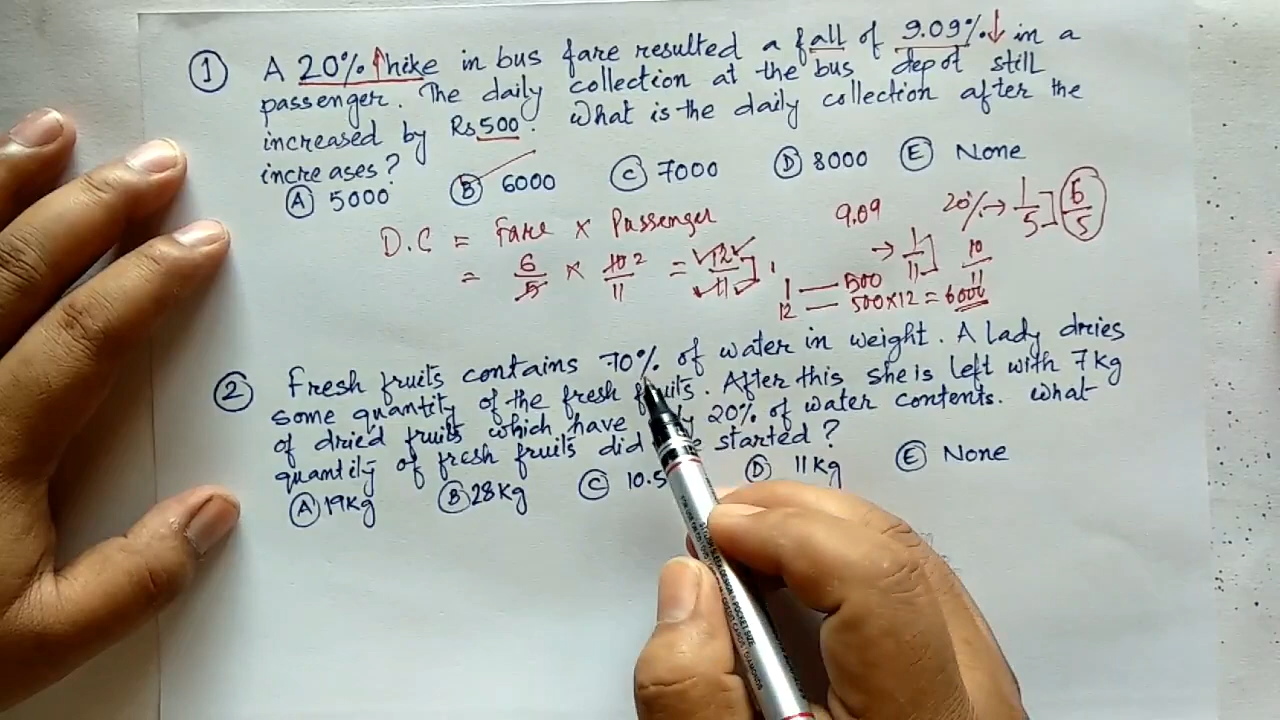 ① A 20% ↑ hike in bus fare resulted a fall of 9.09% ↓ in a
passenger. The daily collection at the bus depot still
increased by Rs 500. What is the daily collection after the
increases?
Ⓐ 5000 Ⓑ 6000 Ⓒ 7000 Ⓓ 8000 Ⓔ None
D.C = Fare × Passenger 9.09 20% → 1/5 ] 6/5
= 6/5 × 10 2/11 = 12/11 ] 1 → 1/11 ] 10/11
1 — 500
12 — 500×12 = 6000
② Fresh fruits contains 70% of water in weight. A lady dries
some quantity of the fresh fruits. After this she is left with 7 kg
of dried fruits which have 20% of water contents. what
quantity of fresh fruits did started?
Ⓐ 19 kg Ⓑ 28 kg Ⓒ 10.5 Ⓓ 11 kg Ⓔ None